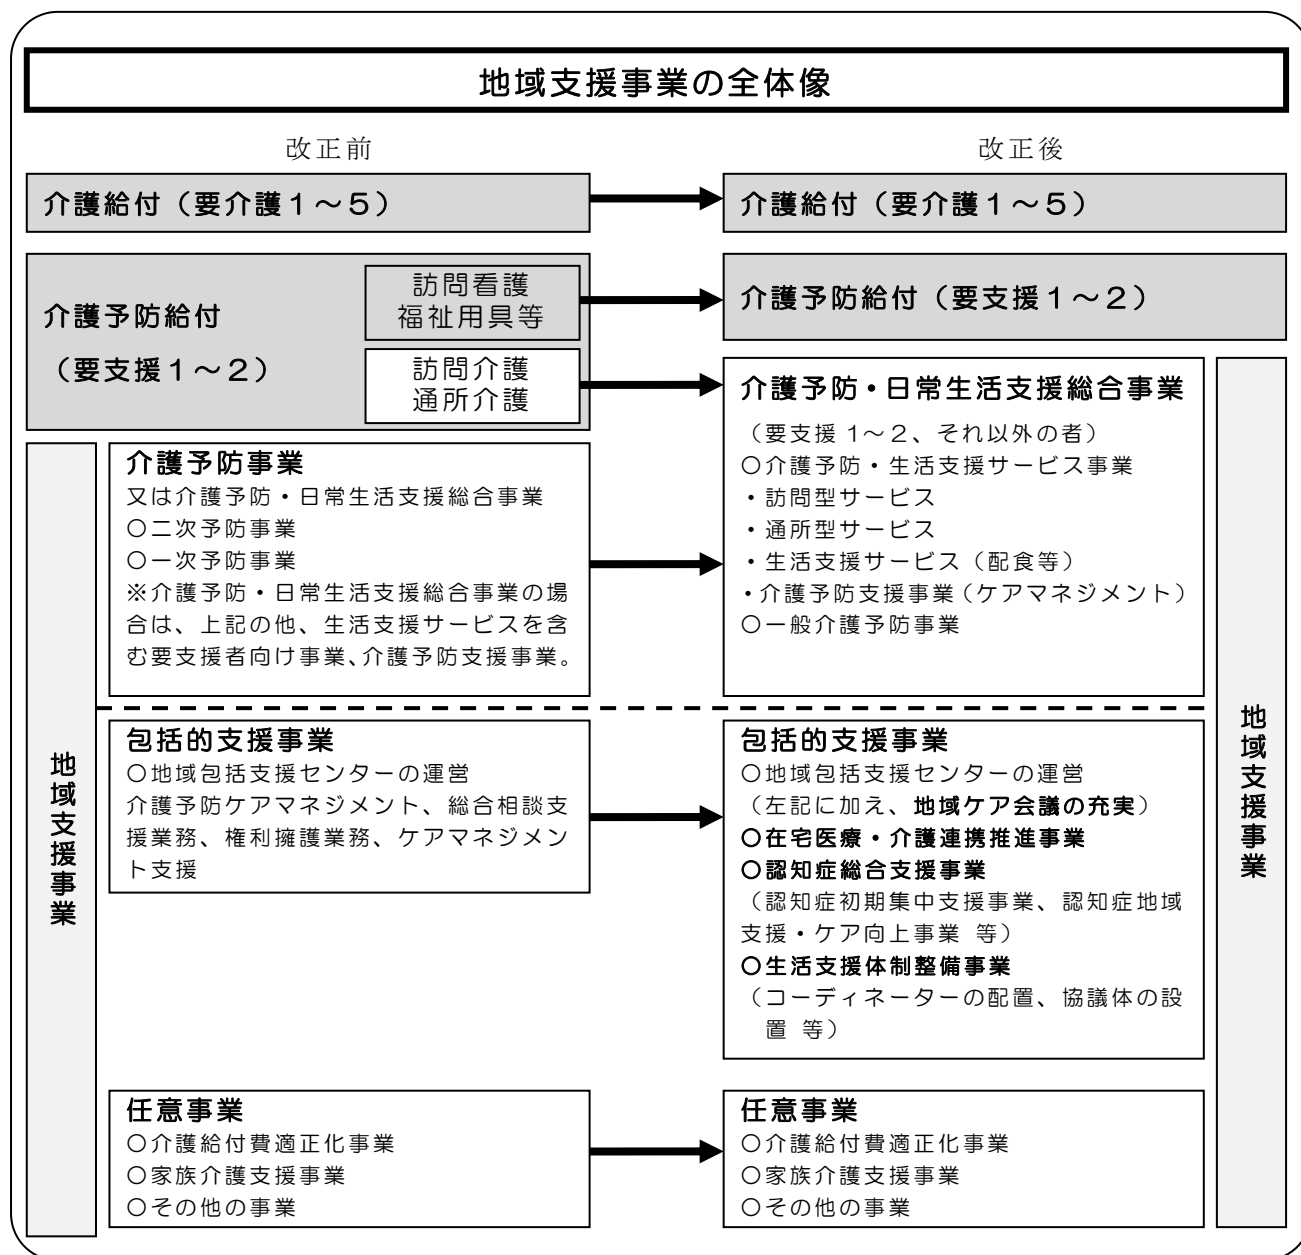 地域支援事業の全体像
改正前
改正後
介護給付（要介護１～５）
介護給付（要介護１～５）
介護予防給付
（要支援１～２）
訪問看護
福祉用具等
訪問介護
通所介護
介護予防給付（要支援１～２）
地域支援事業
介護予防事業
又は介護予防・日常生活支援総合事業
○二次予防事業
○一次予防事業
※介護予防・日常生活支援総合事業の場
合は、上記の他、生活支援サービスを含
む要支援者向け事業、介護予防支援事業。
介護予防・日常生活支援総合事業
（要支援 1～２、それ以外の者）
○介護予防・生活支援サービス事業
・訪問型サービス
・通所型サービス
・生活支援サービス（配食等）
・介護予防支援事業（ケアマネジメント）
○一般介護予防事業
包括的支援事業
○地域包括支援センターの運営
介護予防ケアマネジメント、総合相談支
援業務、権利擁護業務、ケアマネジメン
ト支援
包括的支援事業
○地域包括支援センターの運営
（左記に加え、地域ケア会議の充実）
○在宅医療・介護連携推進事業
○認知症総合支援事業
（認知症初期集中支援事業、認知症地域
支援・ケア向上事業 等）
○生活支援体制整備事業
（コーディネーターの配置、協議体の設
置 等）
任意事業
○介護給付費適正化事業
○家族介護支援事業
○その他の事業
任意事業
○介護給付費適正化事業
○家族介護支援事業
○その他の事業
地域支援事業